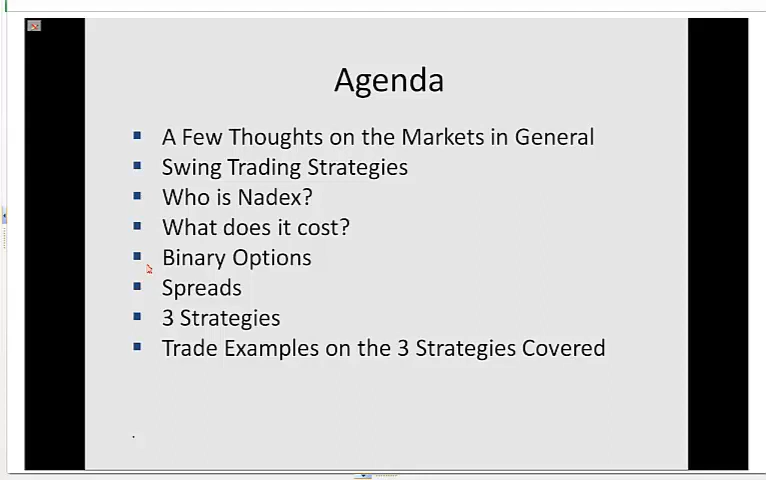 Agenda
A Few Thoughts on the Markets in General
Swing Trading Strategies
Who is Nadex?
What does it cost?
Binary Options
Spreads
3 Strategies
Trade Examples on the 3 Strategies Covered